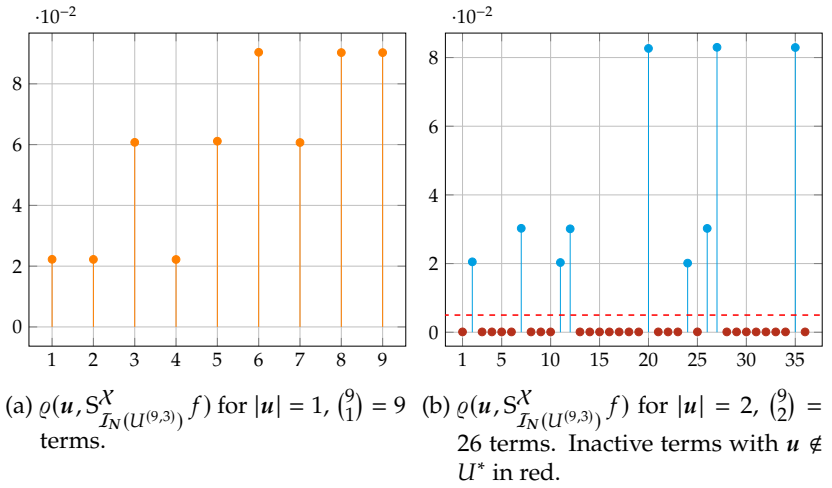 ·10⁻²
8
6
4
2
0
1 2 3 4 5 6 7 8 9
·10⁻²
8
6
4
2
0
1 5 10 15 20 25 30 35
(a) ϱ(u, S^X_{I_N(U^{(9,3)})} f) for |u| = 1, (9 1) = 9
terms.
(b) ϱ(u, S^X_{I_N(U^{(9,3)})} f) for |u| = 2, (9 2) =
26 terms. Inactive terms with u ∉
U* in red.